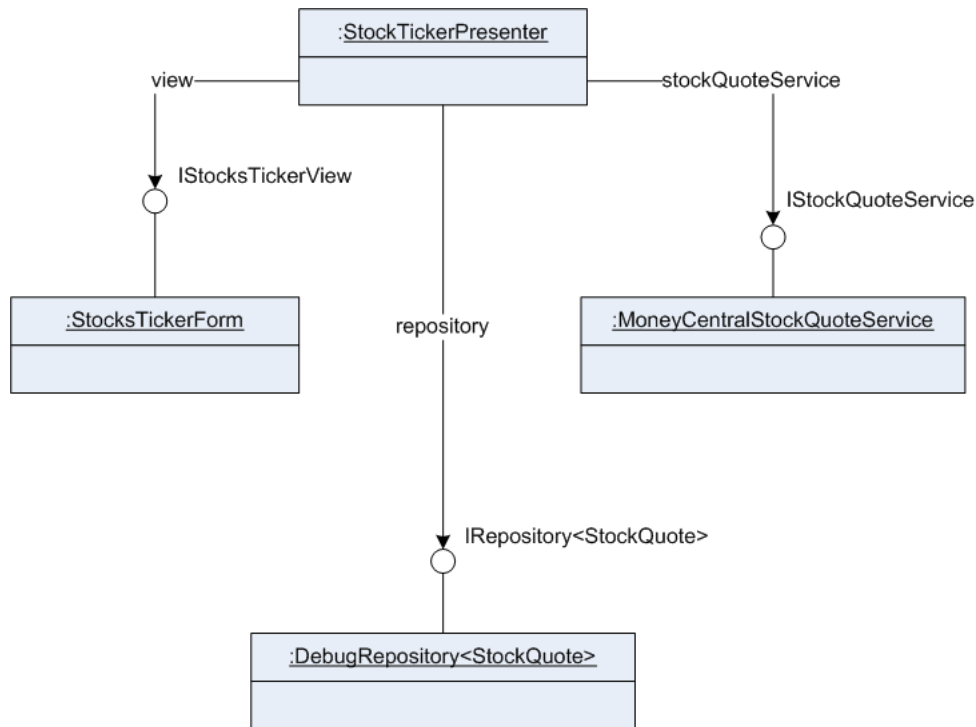 :StockTickerPresenter
view
stockQuoteService
IStocksTickerView
IStockQuoteService
:StocksTickerForm
repository
:MoneyCentralStockQuoteService
IRepository<StockQuote>
:DebugRepository<StockQuote>